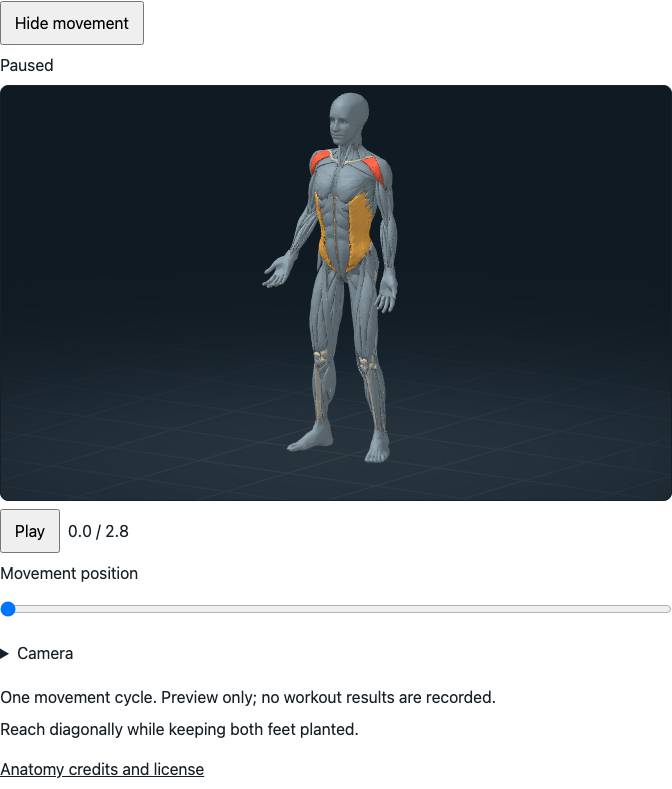 Hide movement
Paused
Play
0.0 / 2.8
Movement position
Camera
One movement cycle. Preview only; no workout results are recorded.
Reach diagonally while keeping both feet planted.
Anatomy credits and license